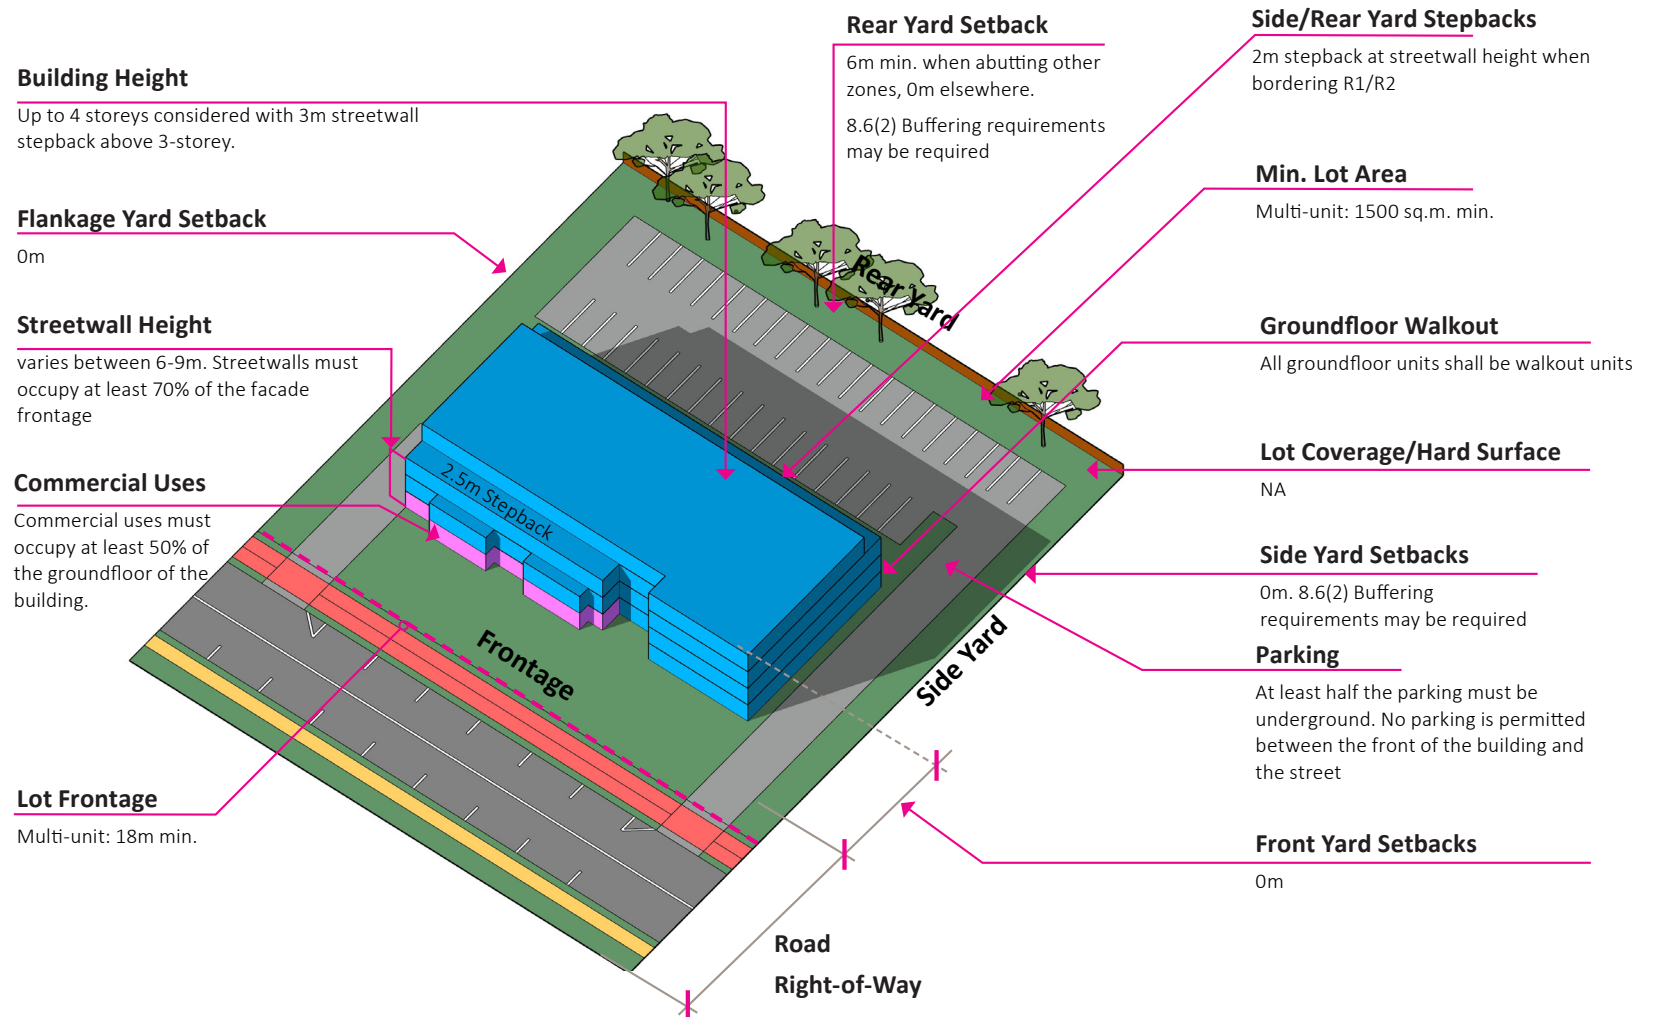 Building Height
Up to 4 storeys considered with 3m streetwall
stepback above 3-storey.
Flankage Yard Setback
0m
Streetwall Height
varies between 6-9m. Streetwalls must
occupy at least 70% of the facade
frontage
Commercial Uses
Commercial uses must
occupy at least 50% of
the groundfloor of the
building.
Lot Frontage
Multi-unit: 18m min.
Rear Yard Setback
6m min. when abutting other
zones, 0m elsewhere.
8.6(2) Buffering requirements
may be required
Rear Yard
2.5m Stepback
Frontage
Side Yard
Road
Right-of-Way
Side/Rear Yard Stepbacks
2m stepback at streetwall height when
bordering R1/R2
Min. Lot Area
Multi-unit: 1500 sq.m. min.
Groundfloor Walkout
All groundfloor units shall be walkout units
Lot Coverage/Hard Surface
NA
Side Yard Setbacks
0m. 8.6(2) Buffering
requirements may be required
Parking
At least half the parking must be
underground. No parking is permitted
between the front of the building and
the street
Front Yard Setbacks
0m